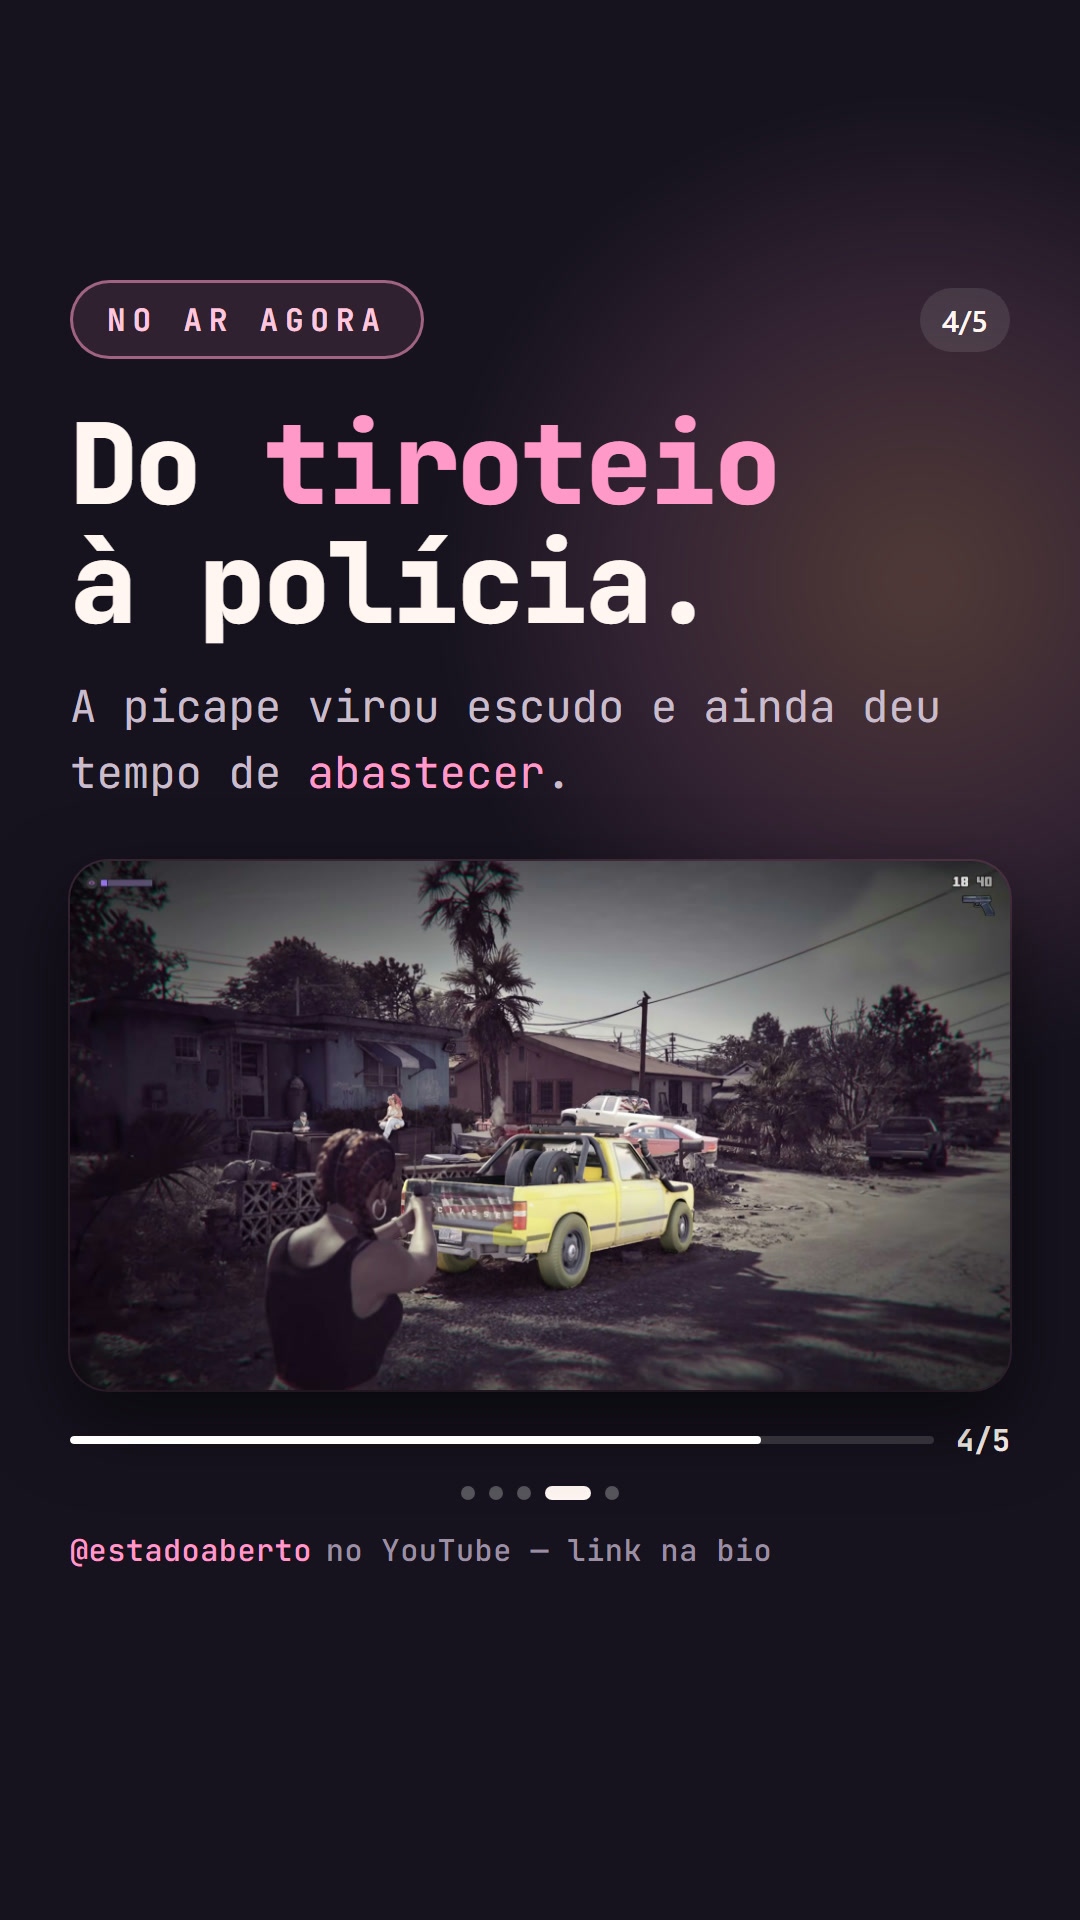 NO AR AGORA
4/5
Do tiroteio
à polícia.
A picape virou escudo e ainda deu
tempo de abastecer.
18 40
4/5
@estadoaberto no YouTube — link na bio